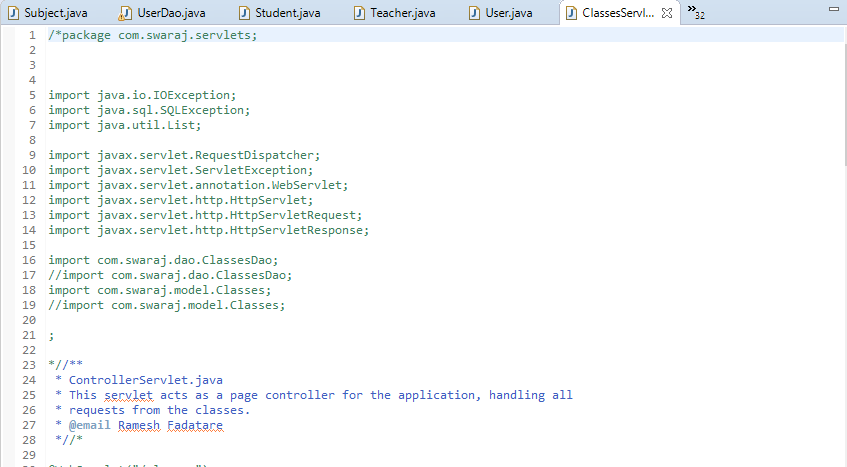 Subject.java UserDao.java Student.java Teacher.java User.java ClassesServl... »32
1 /*package com.swaraj.servlets;
2
3
4
5 import java.io.IOException;
6 import java.sql.SQLException;
7 import java.util.List;
8
9 import javax.servlet.RequestDispatcher;
10 import javax.servlet.ServletException;
11 import javax.servlet.annotation.WebServlet;
12 import javax.servlet.http.HttpServlet;
13 import javax.servlet.http.HttpServletRequest;
14 import javax.servlet.http.HttpServletResponse;
15
16 import com.swaraj.dao.ClassesDao;
17 //import com.swaraj.dao.ClassesDao;
18 import com.swaraj.model.Classes;
19 //import com.swaraj.model.Classes;
20
21 ;
22
23 *//**
24 * ControllerServlet.java
25 * This servlet acts as a page controller for the application, handling all
26 * requests from the classes.
27 * @email Ramesh Fadatare
28 *//*
29